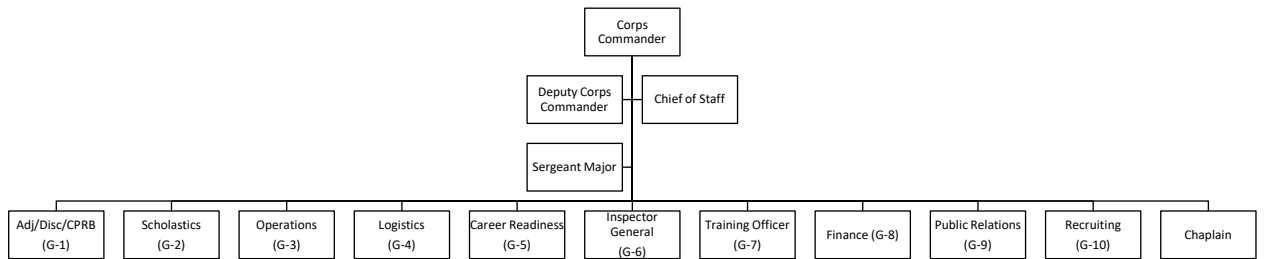 Corps
Commander
Deputy Corps
Commander
Chief of Staff
Sergeant Major
Adj/Disc/CPRB
(G-1)
Scholastics
(G-2)
Operations
(G-3)
Logistics
(G-4)
Career Readiness
(G-5)
Inspector
General
(G-6)
Training Officer
(G-7)
Finance (G-8)
Public Relations
(G-9)
Recruiting
(G-10)
Chaplain